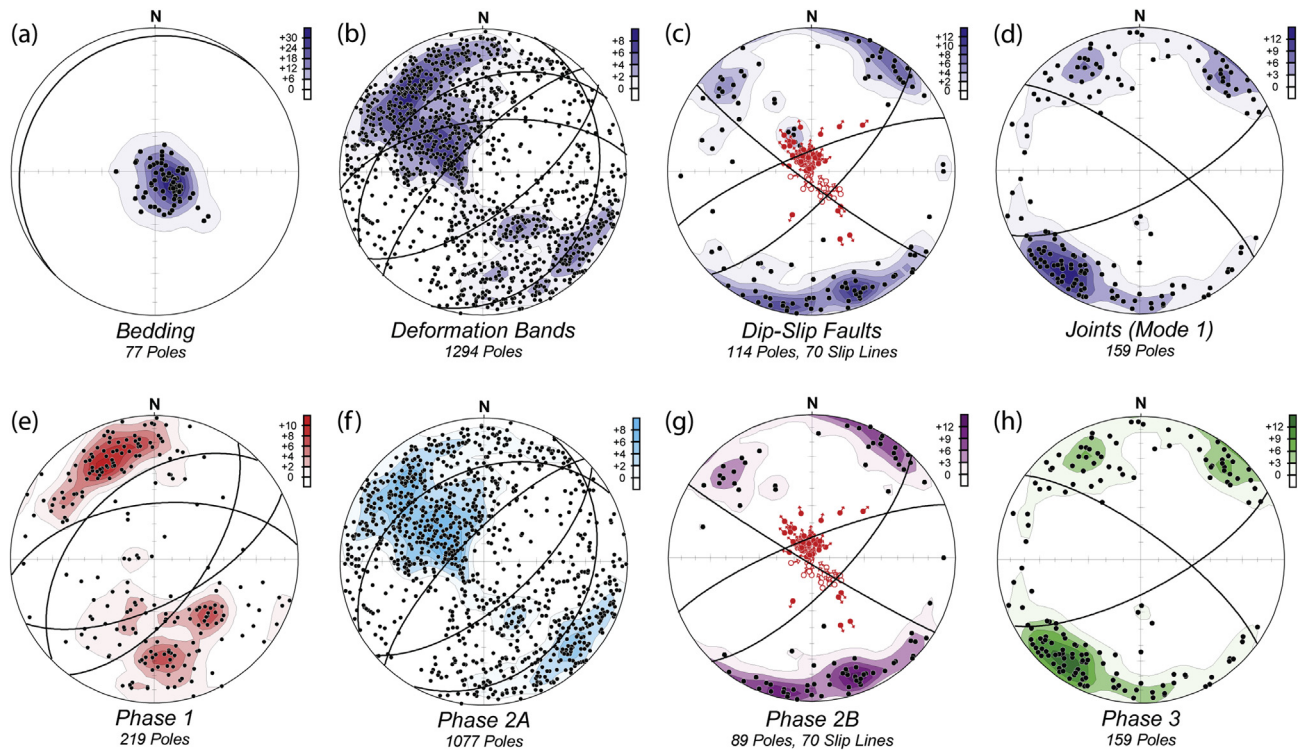 (a)
N
+30
+24
+18
+12
+6
0
Bedding
77 Poles
(b)
N
+8
+6
+4
+2
0
Deformation Bands
1294 Poles
(c)
N
+12
+10
+8
+6
+4
+2
0
Dip-Slip Faults
114 Poles, 70 Slip Lines
(d)
N
+12
+9
+6
+3
0
Joints (Mode 1)
159 Poles
(e)
N
+10
+8
+6
+4
+2
0
Phase 1
219 Poles
(f)
N
+8
+6
+4
+2
0
Phase 2A
1077 Poles
(g)
N
+12
+9
+6
+3
0
Phase 2B
89 Poles, 70 Slip Lines
(h)
N
+12
+9
+6
+3
0
Phase 3
159 Poles